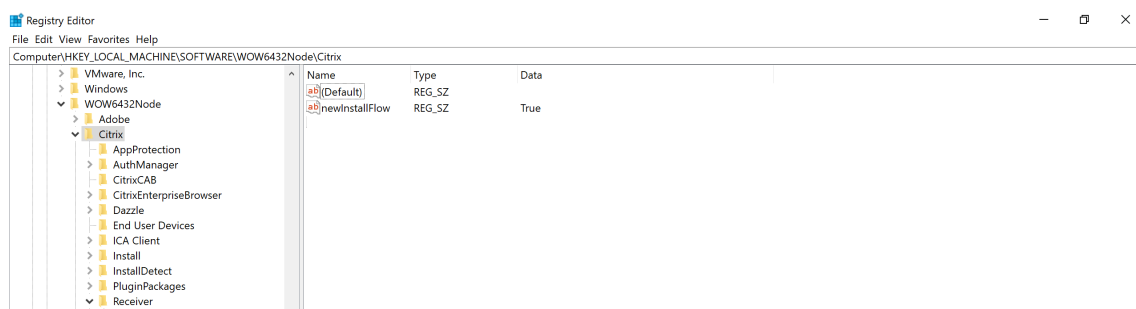 Registry Editor
File Edit View Favorites Help
Computer\HKEY_LOCAL_MACHINE\SOFTWARE\WOW6432Node\Citrix
VMware, Inc.
Windows
WOW6432Node
Adobe
Citrix
AppProtection
AuthManager
CitrixCAB
CitrixEnterpriseBrowser
Dazzle
End User Devices
ICA Client
Install
InstallDetect
PluginPackages
Receiver
Name Type Data
ab (Default) REG_SZ
ab newInstallFlow REG_SZ True